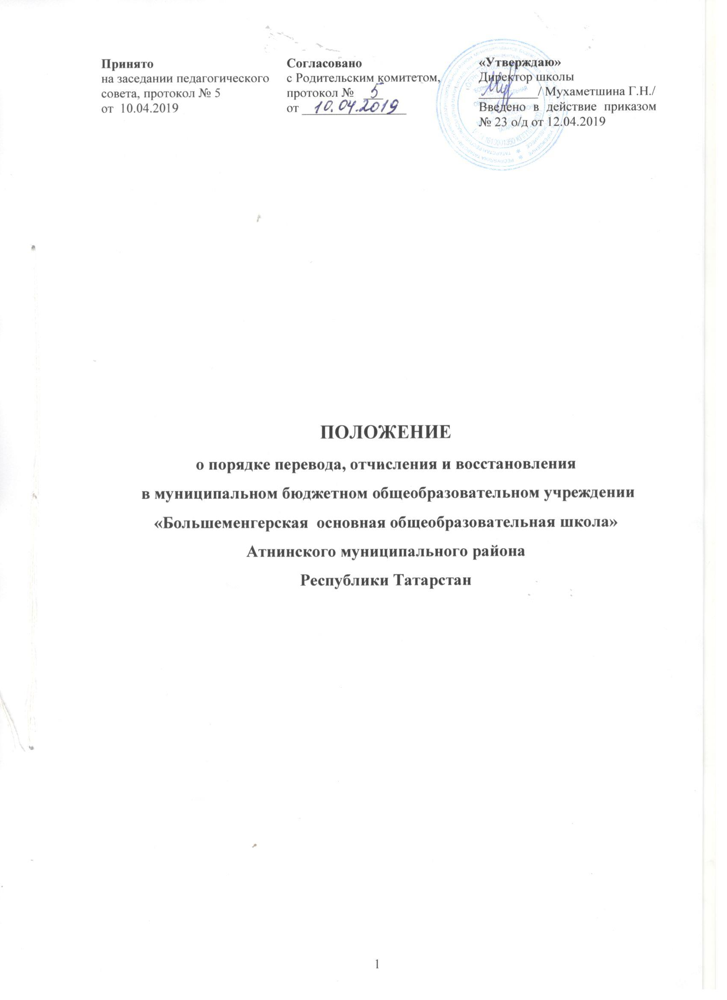 Принято
на заседании педагогического
совета, протокол № 5
от 10.04.2019
Согласовано
с Родительским комитетом,
протокол № 5
от 10.04.2019
«Утверждаю»
Директор школы
/ Мухаметшина Г.Н./
Введено в действие приказом
№ 23 о/д от 12.04.2019
ПОЛОЖЕНИЕ
о порядке перевода, отчисления и восстановления
в муниципальном бюджетном общеобразовательном учреждении
«Большеменгерская основная общеобразовательная школа»
Атнинского муниципального района
Республики Татарстан
1